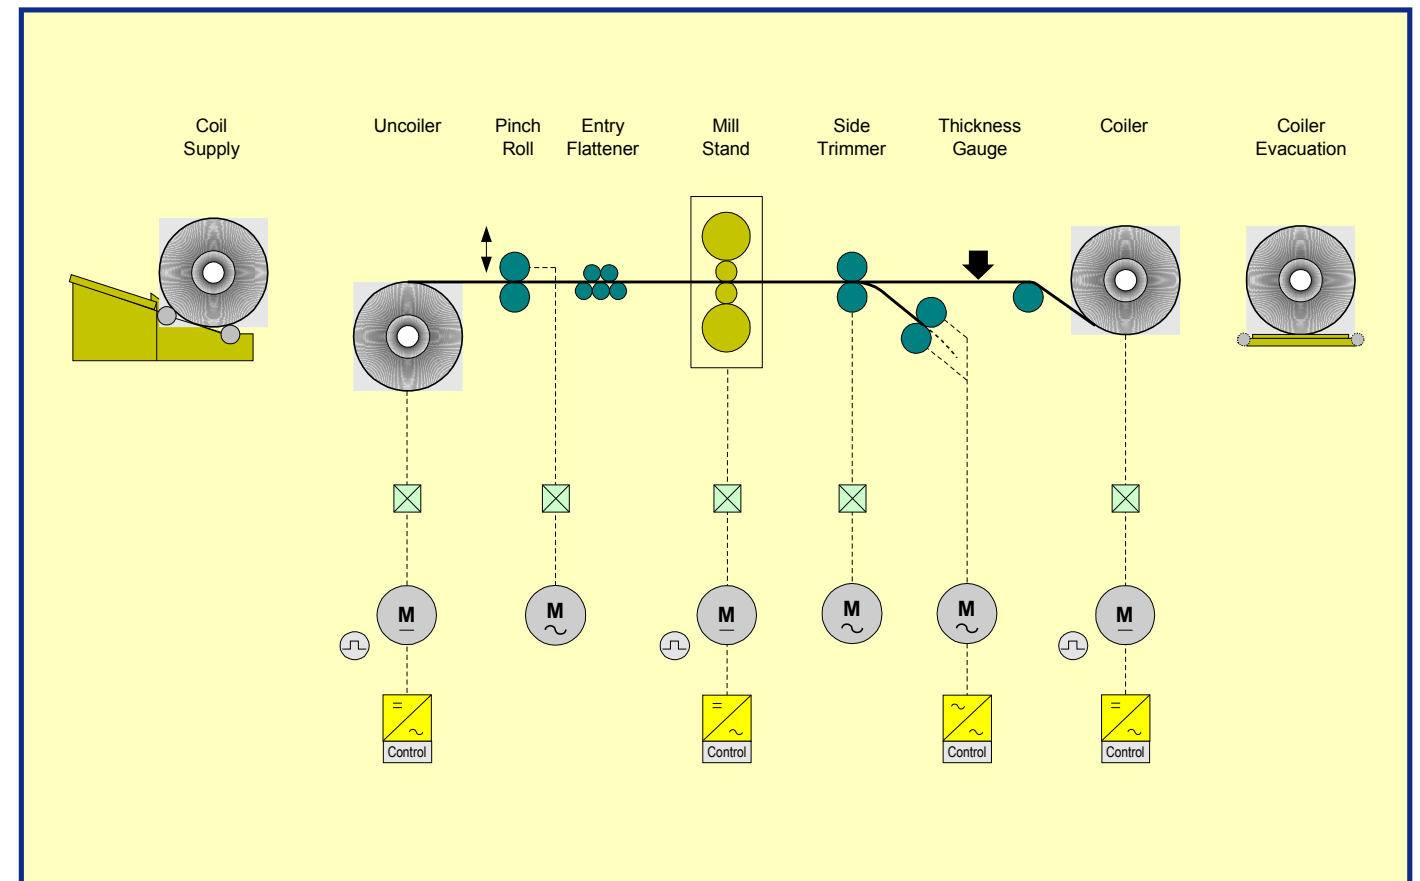 Coil
Supply
Uncoiler
Pinch
Roll
Entry
Flattener
Mill
Stand
Side
Trimmer
Thickness
Gauge
Coiler
Coiler
Evacuation
M
M
M
M
M
M
Control
Control
Control
Control